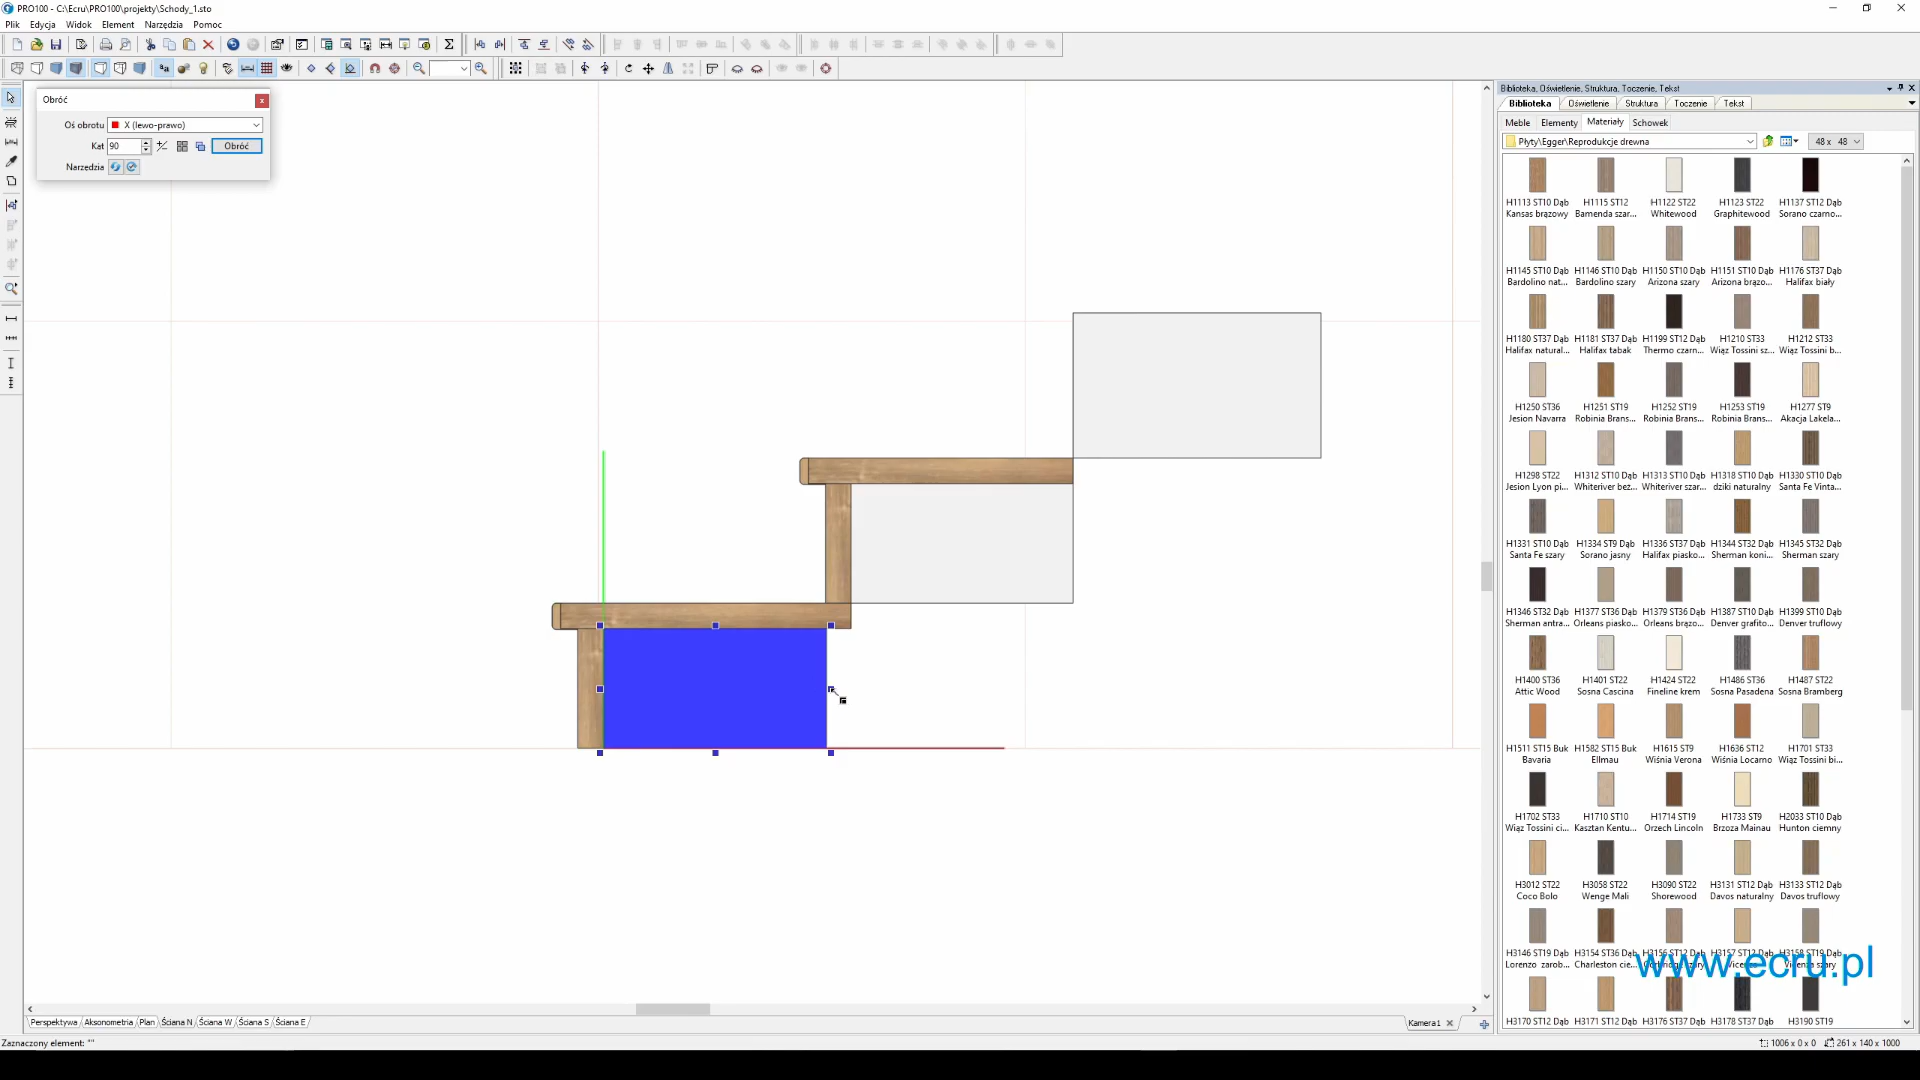 PRO100 - C:\Ecru\PRO100\projekty\Schody_1.sto
Plik Edycja Widok Element Narzędzia Pomoc
Obróć
Oś obrotu X (lewo-prawo)
Kat 90 Obróć
Narzedzia
Biblioteka, Oświetlenie, Struktura, Toczenie, Tekst
Biblioteka Oświetlenie Struktura Toczenie Tekst
Meble Elementy Materiały Schowek
Płyty\Egger\Reprodukcje drewna 48 x 48
H1113 ST10 Dąb H1115 ST12 H1122 ST22 H1123 ST22 H1137 ST12 Dąb
Kansas brązowy Bamenda szar... Whitewood Graphitewood Sorano czarno...
H1145 ST10 Dąb H1146 ST10 Dąb H1150 ST10 Dąb H1151 ST10 Dąb H1176 ST37 Dąb
Bardolino nat... Bardolino szary Arizona szary Arizona brązo... Halifax biały
H1180 ST37 Dąb H1181 ST37 Dąb H1199 ST12 Dąb H1210 ST33 H1212 ST33
Halifax natural... Halifax tabak Thermo czarn... Wiąz Tossini sz... Wiąz Tossini b...
H1250 ST36 H1251 ST19 H1252 ST19 H1253 ST19 H1277 ST9
Jesion Navarra Robinia Brans... Robinia Brans... Robinia Brans... Akacja Lakela...
H1298 ST22 H1312 ST10 Dąb H1313 ST10 Dąb H1318 ST10 Dąb H1330 ST10 Dąb
Jesion Lyon pi... Whiteriver bez... Whiteriver szar... dziki naturalny Santa Fe Vinta...
H1331 ST10 Dąb H1334 ST9 Dąb H1336 ST37 Dąb H1344 ST32 Dąb H1345 ST32 Dąb
Santa Fe szary Sorano jasny Halifax piasko... Sherman koni... Sherman szary
H1346 ST32 Dąb H1377 ST36 Dąb H1379 ST36 Dąb H1387 ST10 Dąb H1399 ST10 Dąb
Sherman antra... Orleans piasko... Orleans brązo... Denver grafito... Denver truflowy
H1400 ST36 H1401 ST22 H1424 ST22 H1486 ST36 H1487 ST22
Attic Wood Sosna Cascina Fineline krem Sosna Pasadena Sosna Bramberg
H1511 ST15 Buk H1582 ST15 Buk H1615 ST9 H1636 ST12 H1701 ST33
Bavaria Ellmau Wiśnia Verona Wiśnia Locarno Wiąz Tossini bi...
H1702 ST33 H1710 ST10 H1714 ST19 H1733 ST9 H2033 ST10 Dąb
Wiąz Tossini ci... Kasztan Kentu... Orzech Lincoln Brzoza Mainau Hunton ciemny
H3012 ST22 H3058 ST22 H3090 ST22 H3131 ST12 Dąb H3133 ST12 Dąb
Coco Bolo Wenge Mali Shorewood Davos naturalny Davos truflowy
H3146 ST19 Dąb H3154 ST36 Dąb H3156 ST12 Dąb H3157 ST12 Dąb H3158 ST19 Dąb
Lorenzo zarob... Charleston cie... szary Vicenza szary
www.ecru.pl
H3170 ST12 Dąb H3171 ST12 Dąb H3176 ST37 Dąb H3178 ST37 Dąb H3190 ST19
Perspektywa Aksonometria Plan Ściana N Ściana W Ściana S Ściana E
Kamera1
Zaznaczony element: ""
1006 x 0 x 0 261 x 140 x 1000